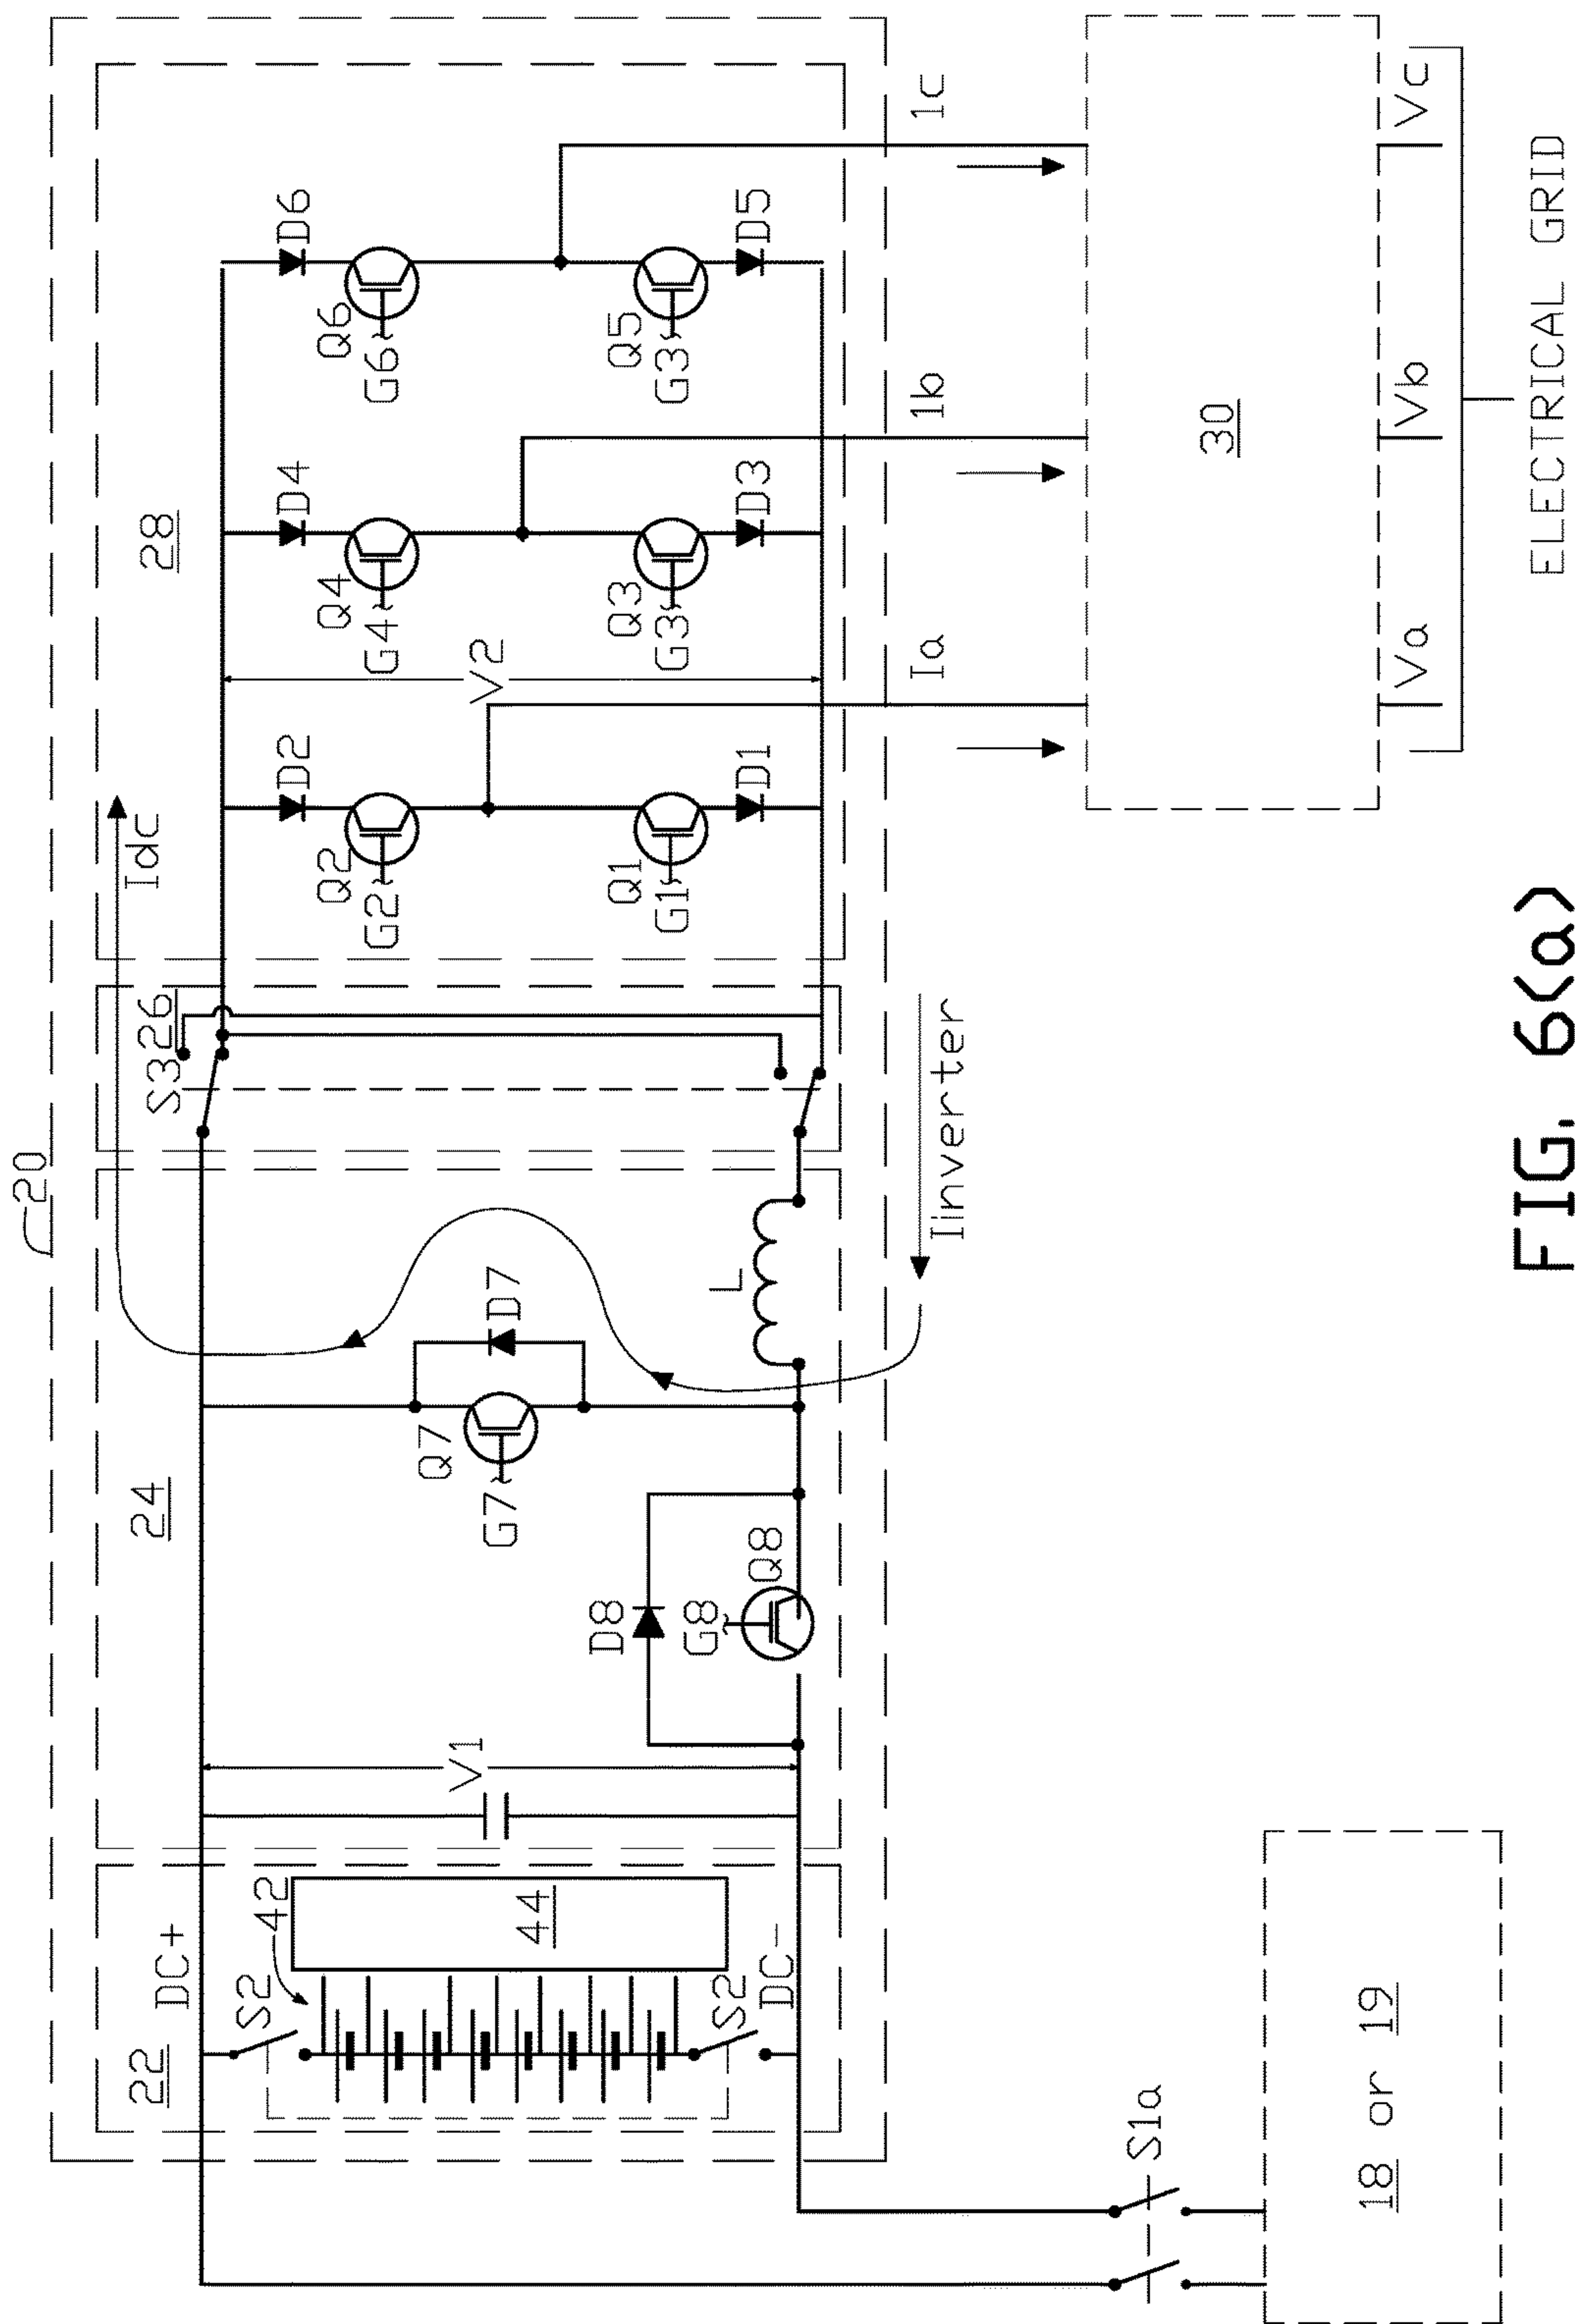 20
22
DC+
S2
42
44
S2
DC-
V1
24
D8
G8
Q8
Q7
G7
D7
L
S3
26
Idc
Iinverter
28
D2
Q2
G2
Q1
G1
D1
V2
D4
Q4
G4
Q3
G3
D3
D6
Q6
G6
Q5
G3
D5
Ia
1b
1c
30
Va
Vb
Vc
ELECTRICAL GRID
S1a
18 or 19
FIG. 6(a)